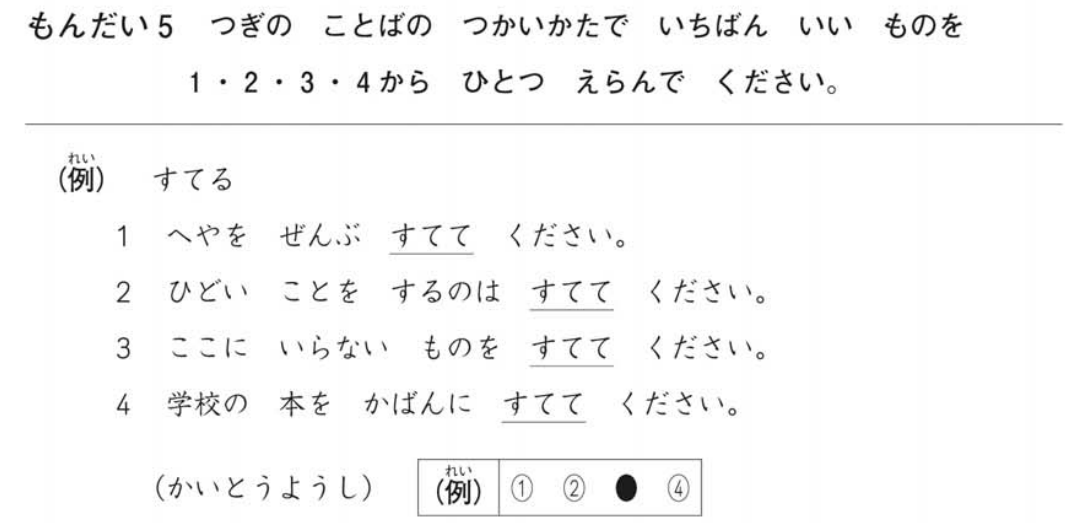 もんだい5　つぎの　ことばの　つかいかたで　いちばん　いい　ものを
1・2・3・4から　ひとつ　えらんで　ください。
(例)　すてる
れい
1　へやを　ぜんぶ　すてて　ください。
2　ひどい　ことを　するのは　すてて　ください。
3　ここに　いらない　ものを　すてて　ください。
4　学校の　本を　かばんに　すてて　ください。
(かいとうようし)　(例)　①　②　●　④
れい